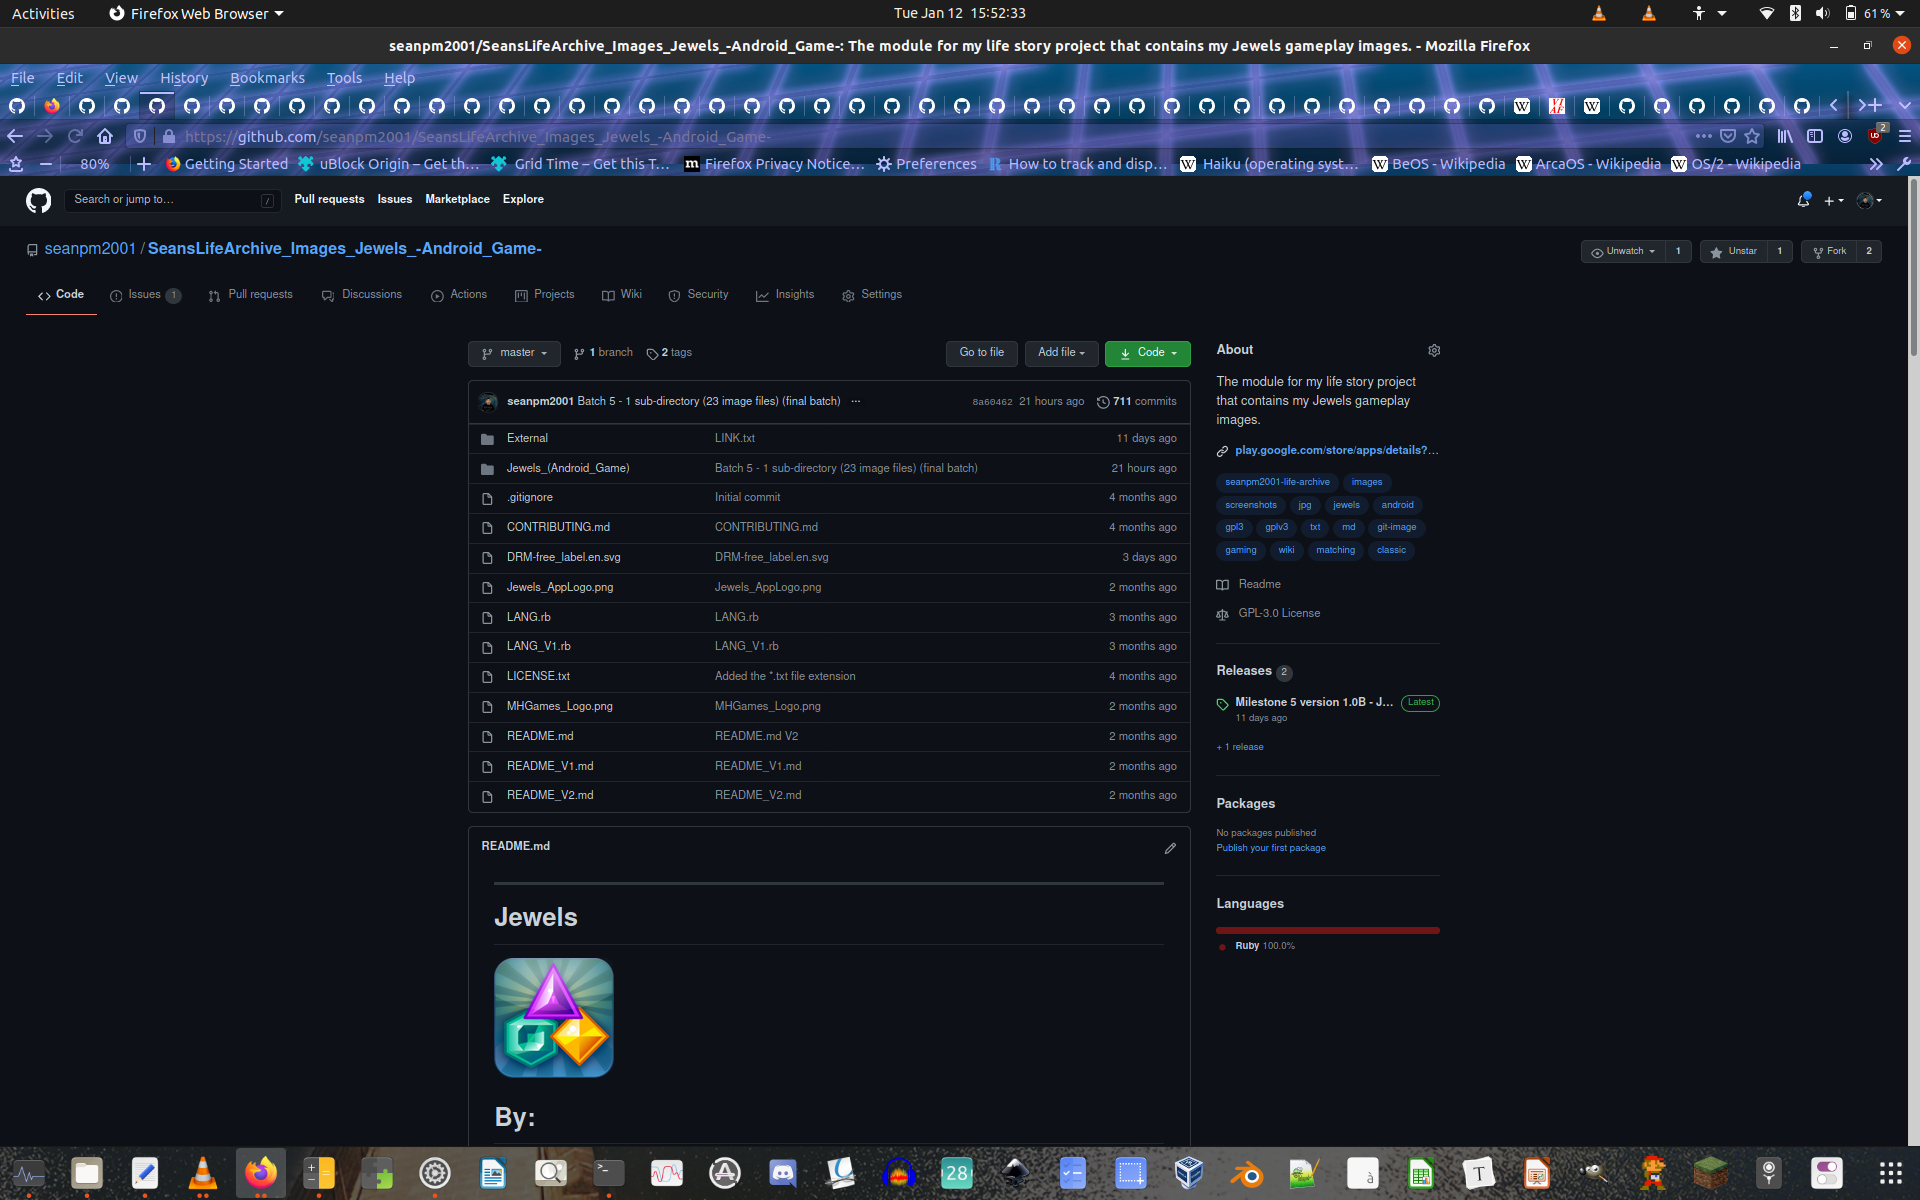 Activities Firefox Web Browser Tue Jan 12 15:52:33 61 %
seanpm2001/SeansLifeArchive_Images_Jewels_-Android_Game-: The module for my life story project that contains my Jewels gameplay images. - Mozilla Firefox
File Edit View History Bookmarks Tools Help
https://github.com/seanpm2001/SeansLifeArchive_Images_Jewels_-Android_Game- 2
80% Getting Started uBlock Origin – Get th… Grid Time – Get this T… Firefox Privacy Notice… Preferences How to track and disp… Haiku (operating syst… BeOS - Wikipedia ArcaOS - Wikipedia OS/2 - Wikipedia
Search or jump to… / Pull requests Issues Marketplace Explore
seanpm2001 / SeansLifeArchive_Images_Jewels_-Android_Game- Unwatch 1 Unstar 1 Fork 2
Code Issues 1 Pull requests Discussions Actions Projects Wiki Security Insights Settings
master 1 branch 2 tags Go to file Add file Code
seanpm2001 Batch 5 - 1 sub-directory (23 image files) (final batch) ... 8a60462 21 hours ago 711 commits
External LINK.txt 11 days ago
Jewels_(Android_Game) Batch 5 - 1 sub-directory (23 image files) (final batch) 21 hours ago
.gitignore Initial commit 4 months ago
CONTRIBUTING.md CONTRIBUTING.md 4 months ago
DRM-free_label.en.svg DRM-free_label.en.svg 3 days ago
Jewels_AppLogo.png Jewels_AppLogo.png 2 months ago
LANG.rb LANG.rb 3 months ago
LANG_V1.rb LANG_V1.rb 3 months ago
LICENSE.txt Added the *.txt file extension 4 months ago
MHGames_Logo.png MHGames_Logo.png 2 months ago
README.md README.md V2 2 months ago
README_V1.md README_V1.md 2 months ago
README_V2.md README_V2.md 2 months ago
README.md
Jewels
By:
About
The module for my life story project
that contains my Jewels gameplay
images.
play.google.com/store/apps/details?…
seanpm2001-life-archive images
screenshots jpg jewels android
gpl3 gplv3 txt md git-image
gaming wiki matching classic
Readme
GPL-3.0 License
Releases 2
Milestone 5 version 1.0B - J… Latest
11 days ago
+ 1 release
Packages
No packages published
Publish your first package
Languages
Ruby 100.0%
28